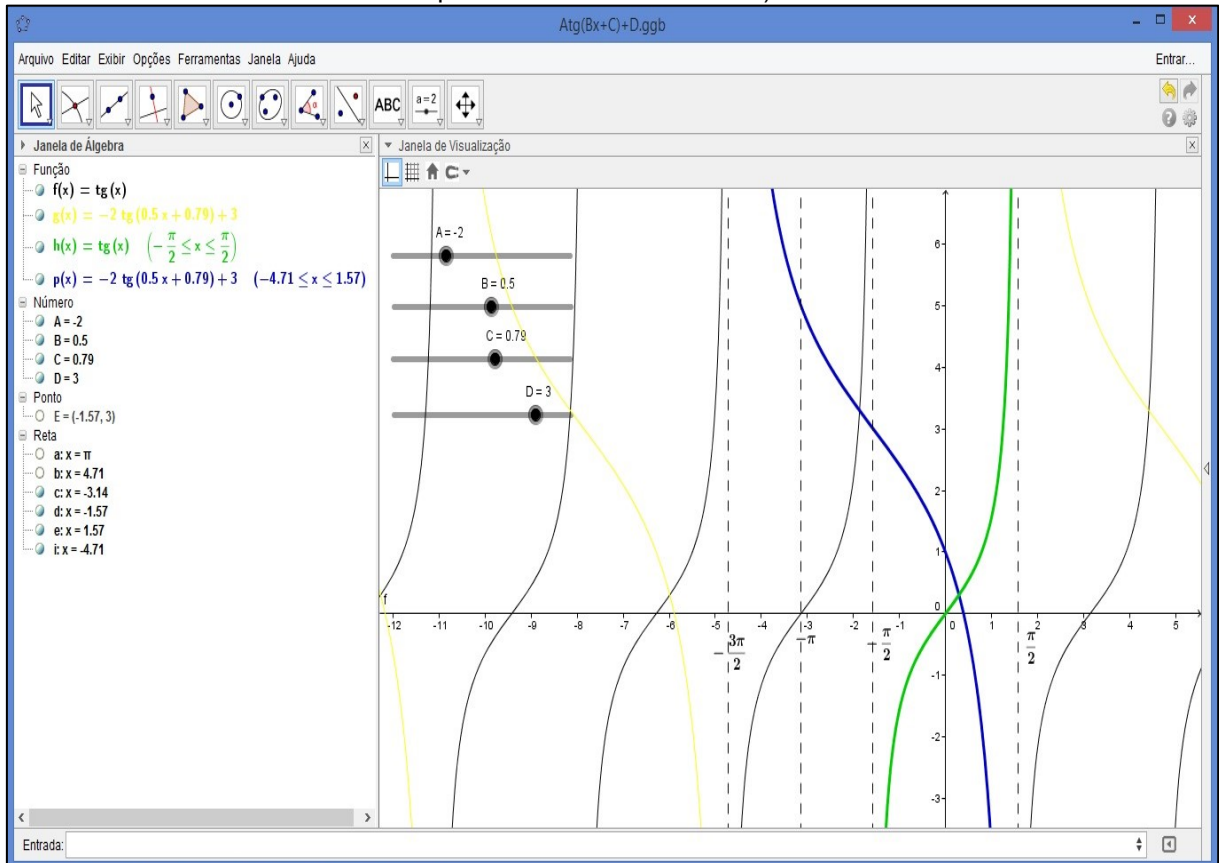 Atg(Bx+C)+D.ggb
Arquivo Editar Exibir Opções Ferramentas Janela Ajuda
Entrar...
ABC
a=2
Janela de Álgebra
Janela de Visualização
Função
f(x) = tg (x)
g(x) = −2 tg (0.5 x + 0.79) + 3
h(x) = tg (x) (−π/2 ≤ x ≤ π/2)
p(x) = −2 tg (0.5 x + 0.79) + 3 (−4.71 ≤ x ≤ 1.57)
Número
A = -2
B = 0.5
C = 0.79
D = 3
Ponto
E = (-1.57, 3)
Reta
a: x = π
b: x = 4.71
c: x = -3.14
d: x = -1.57
e: x = 1.57
i: x = -4.71
A = -2
B = 0.5
C = 0.79
D = 3
6
5
4
3
2
1
0
f
-12 -11 -10 -9 -8 -7 -6 -5 -4 -3 -2 -1 0 1 2 3 4 5
−3π/2 −π −π/2 π/2
-1
-2
-3
Entrada: